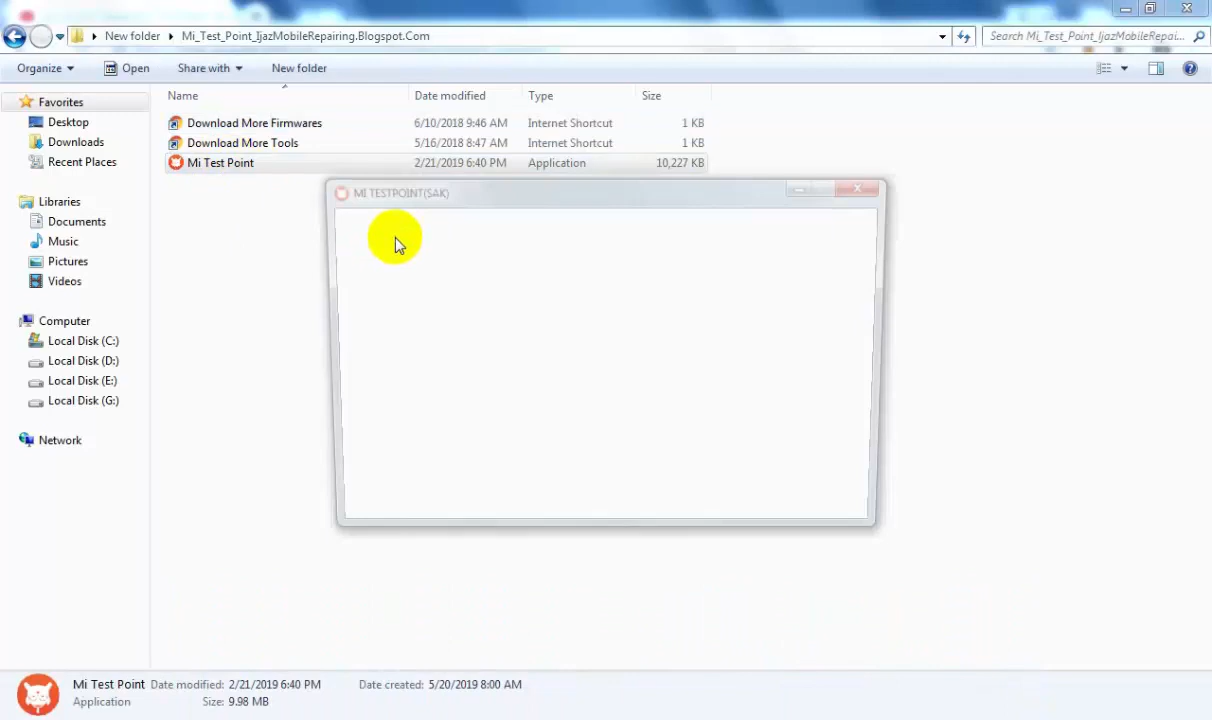 New folder Mi_Test_Point_IjazMobileRepairing.Blogspot.Com Search Mi_Test_Point_IjazMobileRepai...
Organize Open Share with New folder
Name Date modified Type Size
Favorites
Desktop
Downloads
Recent Places
Libraries
Documents
Music
Pictures
Videos
Computer
Local Disk (C:)
Local Disk (D:)
Local Disk (E:)
Local Disk (G:)
Network
Download More Firmwares 6/10/2018 9:46 AM Internet Shortcut 1 KB
Download More Tools 5/16/2018 8:47 AM Internet Shortcut 1 KB
Mi Test Point 2/21/2019 6:40 PM Application 10,227 KB
MI TESTPOINT(SAK)
Mi Test Point Date modified: 2/21/2019 6:40 PM Date created: 5/20/2019 8:00 AM
Application Size: 9.98 MB